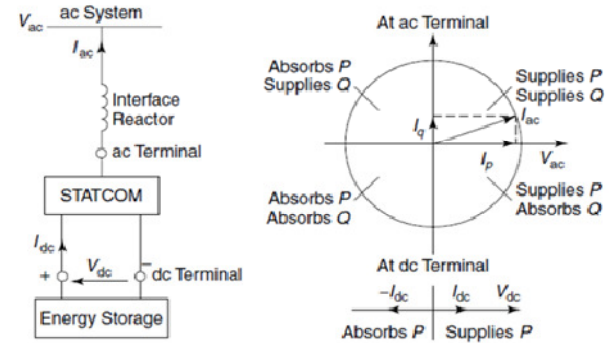 ac System
Vac
Iac
Interface
Reactor
ac Terminal
STATCOM
Idc
+
Vdc
−
dc Terminal
Energy Storage
At ac Terminal
Absorbs P
Supplies Q
Supplies P
Supplies Q
Iac
Iq
Ip
Vac
Absorbs P
Absorbs Q
Supplies P
Absorbs Q
At dc Terminal
−Idc
Idc
Vdc
Absorbs P
Supplies P